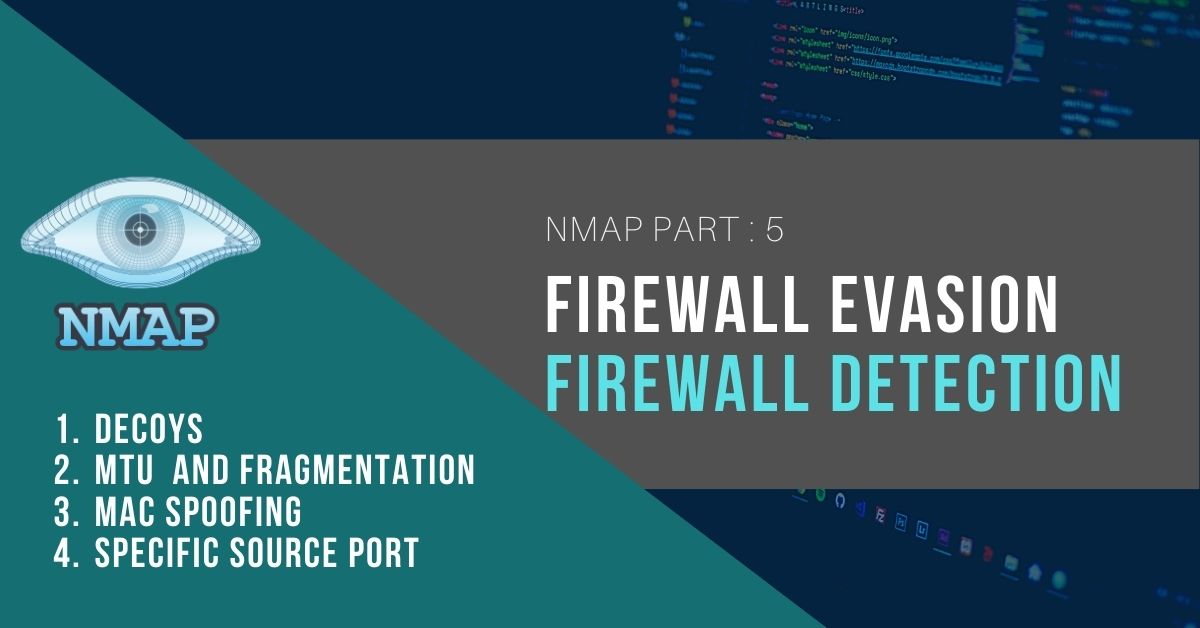 NMAP
1. DECOYS
2. MTU AND FRAGMENTATION
3. MAC SPOOFING
4. SPECIFIC SOURCE PORT
NMAP PART : 5
FIREWALL EVASION
FIREWALL DETECTION